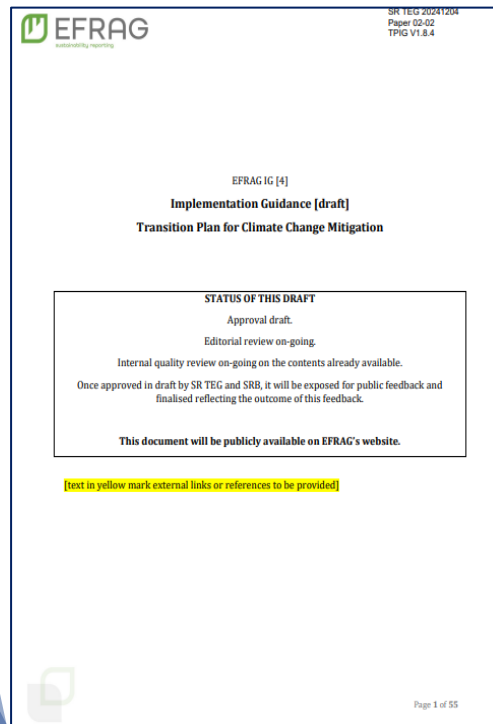 EFRAG
sustainability reporting
SR TEG 20241204
Paper 02-02
TPIG V1.8.4
EFRAG IG [4]
Implementation Guidance [draft]
Transition Plan for Climate Change Mitigation
STATUS OF THIS DRAFT
Approval draft.
Editorial review on-going.
Internal quality review on-going on the contents already available.
Once approved in draft by SR TEG and SRB, it will be exposed for public feedback and
finalised reflecting the outcome of this feedback.
This document will be publicly available on EFRAG's website.
[text in yellow mark external links or references to be provided]
Page 1 of 55